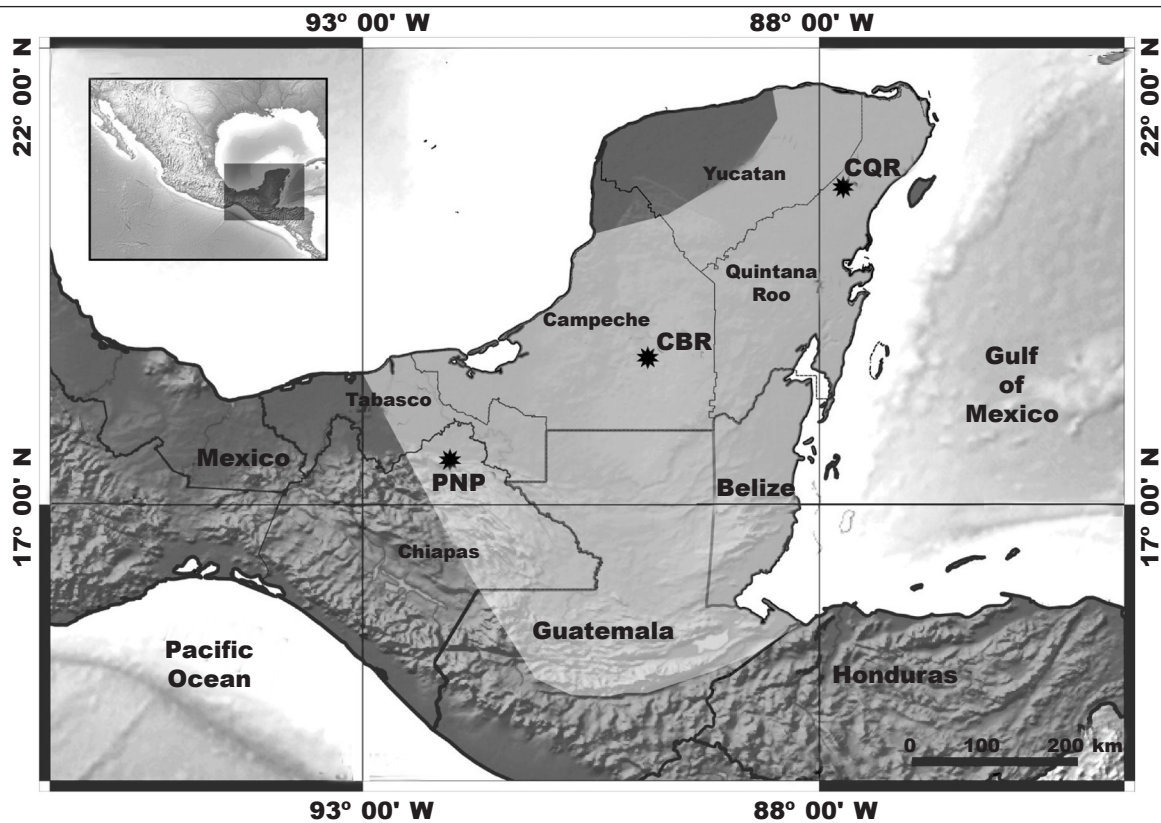 93° 00' W
88° 00' W
22° 00' N
22° 00' N
Yucatan
CQR
Quintana
Roo
Campeche
CBR
Gulf
of
Mexico
Tabasco
Mexico
PNP
Belize
17° 00' N
17° 00' N
Chiapas
Guatemala
Pacific
Ocean
Honduras
0 100 200 km
93° 00' W
88° 00' W